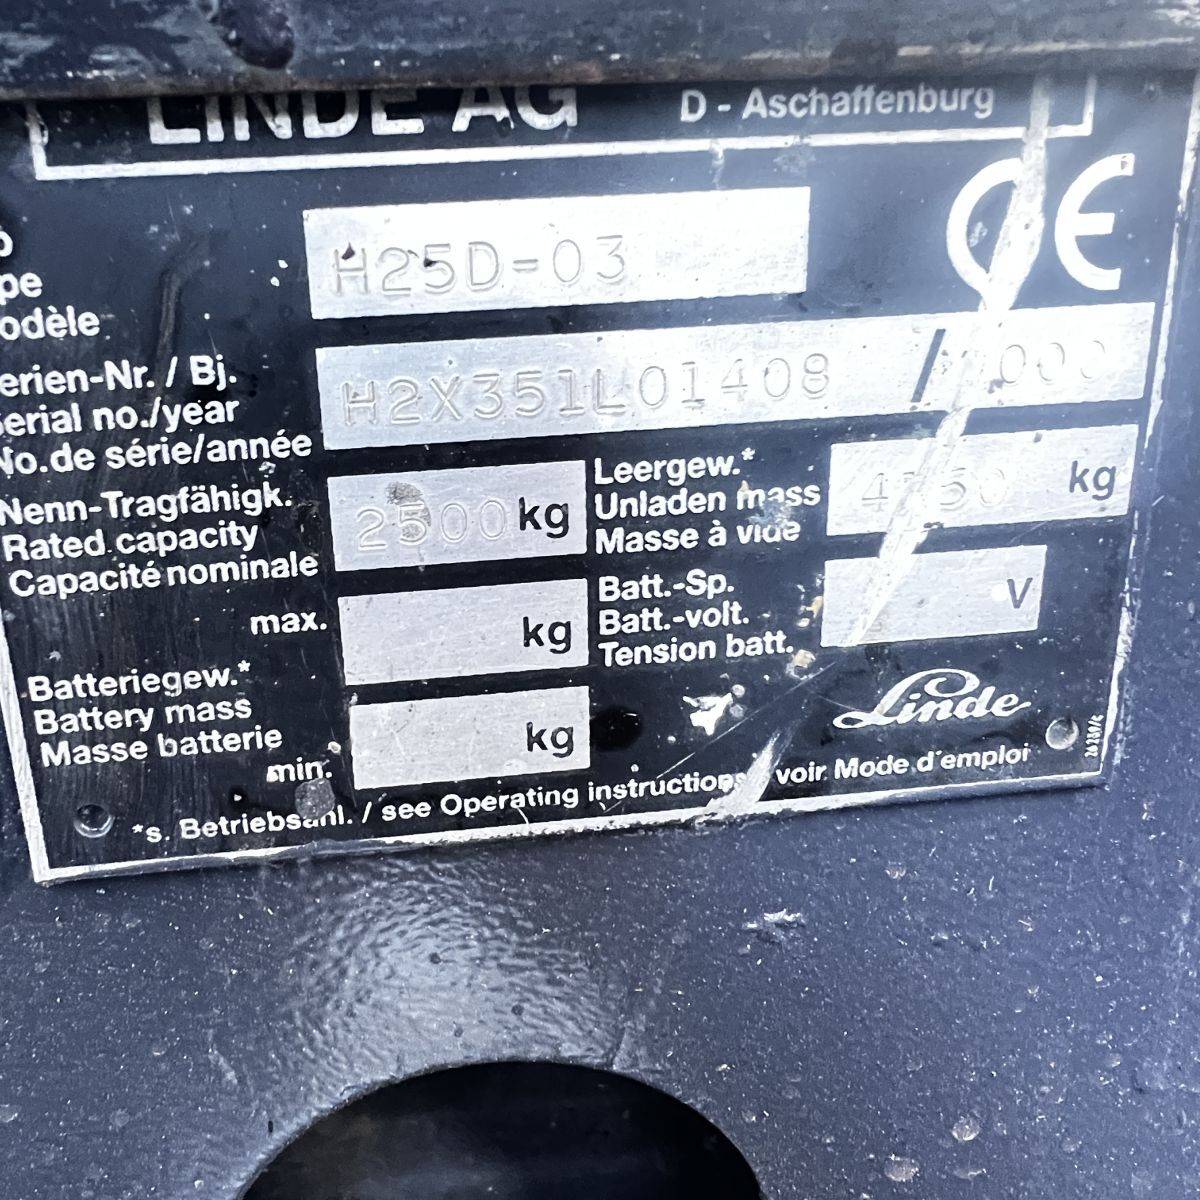 LINDE AG D - Aschaffenburg
CE
H25D-03
odèle
erien-Nr. / Bj.
Serial no./year
No.de série/année
H2X351L01408 /
Nenn-Tragfähigk.
Rated capacity
Capacité nominale
2500 kg
Leergew.*
Unladen mass
Masse à vide
kg
max.
kg
Batt.-Sp.
Batt.-volt.
Tension batt.
V
Batteriegew.*
Battery mass
Masse batterie
min.
kg
Linde
*s. Betriebsanl. / see Operating instructions / voir Mode d'emploi